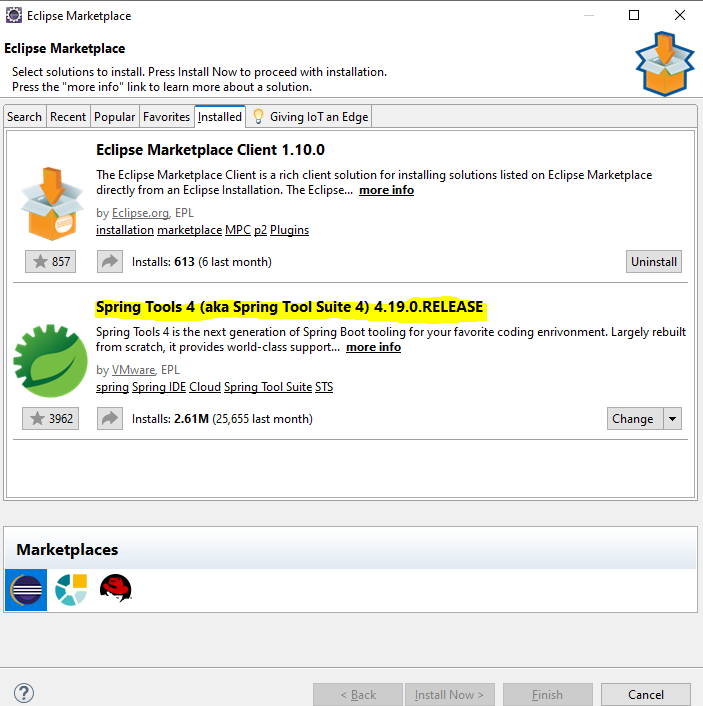 Eclipse Marketplace
Eclipse Marketplace
Select solutions to install. Press Install Now to proceed with installation.
Press the "more info" link to learn more about a solution.
Search Recent Popular Favorites Installed Giving IoT an Edge
Eclipse Marketplace Client 1.10.0
The Eclipse Marketplace Client is a rich client solution for installing solutions listed on Eclipse Marketplace
directly from an Eclipse Installation. The Eclipse... more info
by Eclipse.org, EPL
installation marketplace MPC p2 Plugins
857 Installs: 613 (6 last month) Uninstall
Spring Tools 4 (aka Spring Tool Suite 4) 4.19.0.RELEASE
Spring Tools 4 is the next generation of Spring Boot tooling for your favorite coding enrivonment. Largely rebuilt
from scratch, it provides world-class support... more info
by VMware, EPL
spring Spring IDE Cloud Spring Tool Suite STS
3962 Installs: 2.61M (25,655 last month) Change
Marketplaces
? < Back Install Now > Finish Cancel